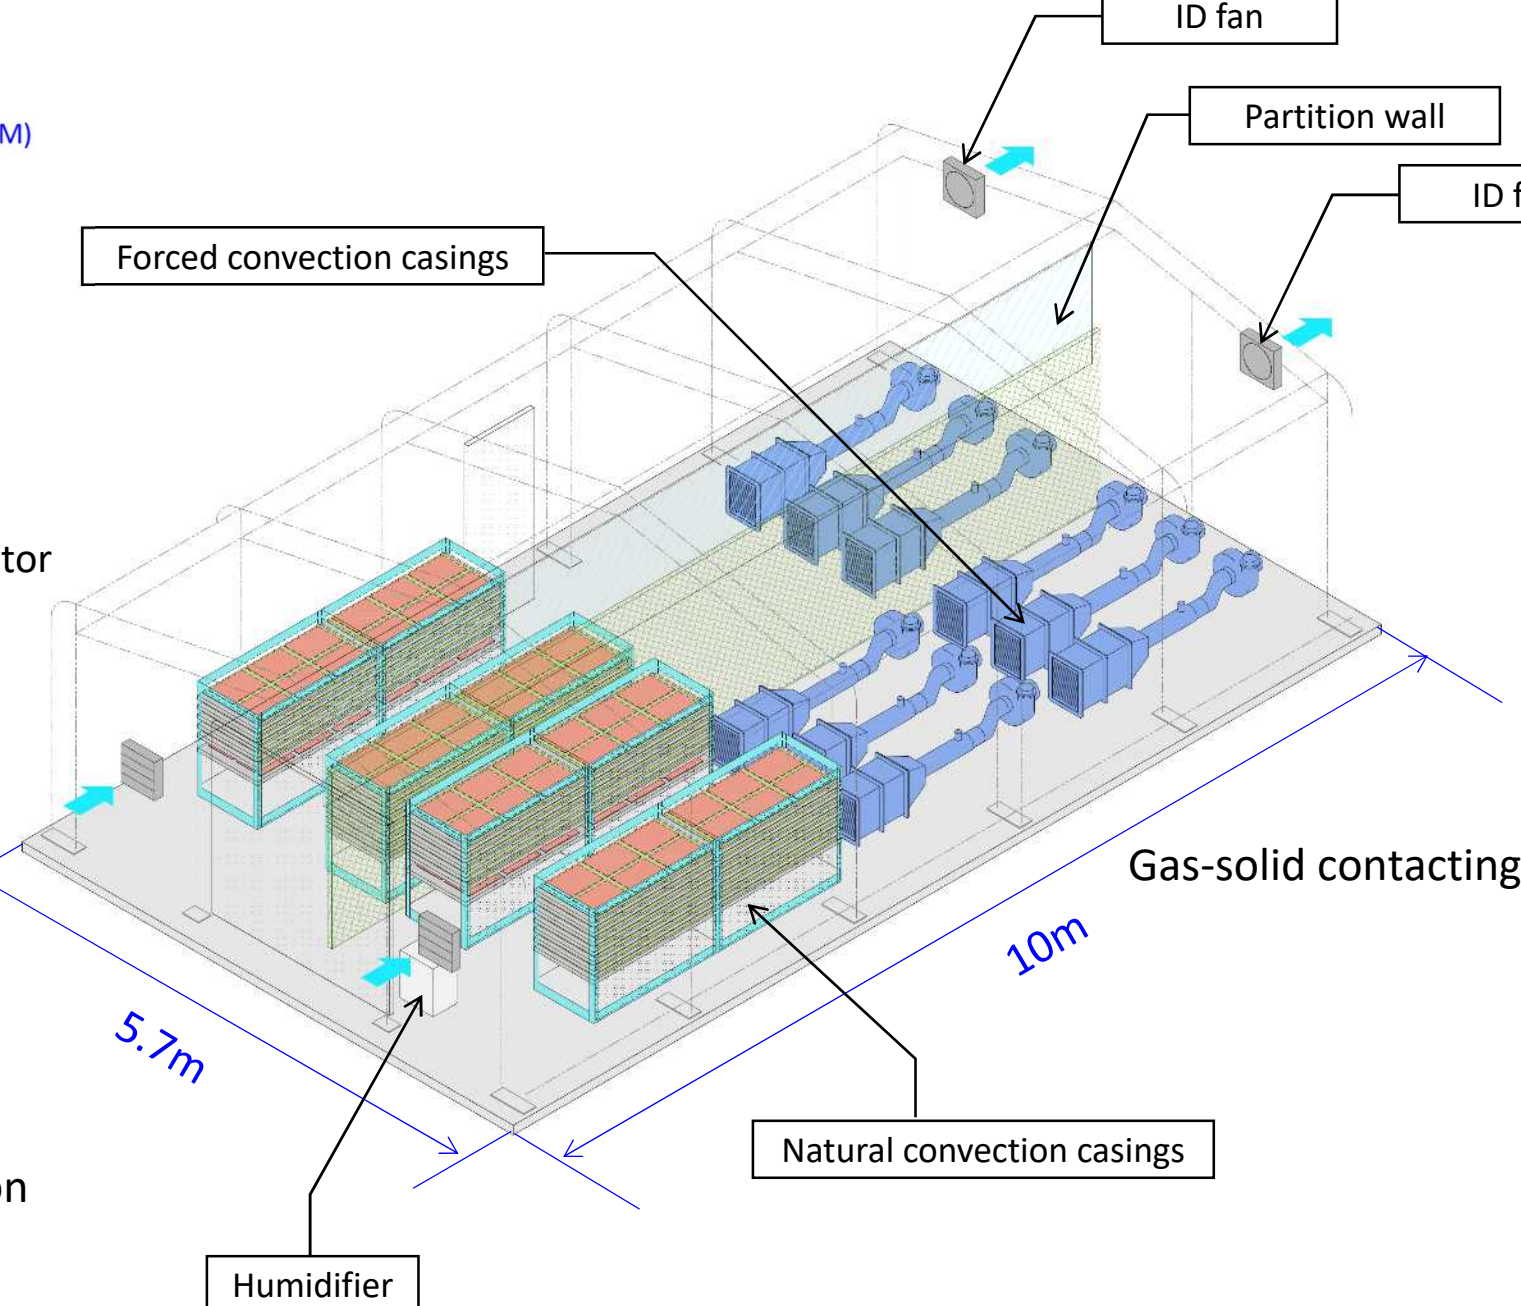 ID fan
Partition wall
M)
ID f
Forced convection casings
tor
Gas-solid contacting
10m
5.7m
Natural convection casings
on
Humidifier